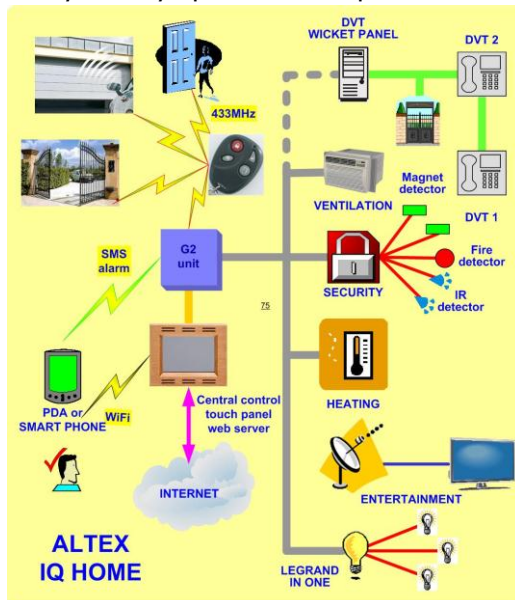 DVT
WICKET PANEL
DVT 2
433MHz
Magnet
detector
VENTILATION
DVT 1
G2
unit
SMS
alarm
Fire
detector
SECURITY
IR
detector
75
PDA or
SMART PHONE
WiFi
Central control
touch panel
web server
HEATING
INTERNET
ENTERTAINMENT
ALTEX
IQ HOME
LEGRAND
IN ONE